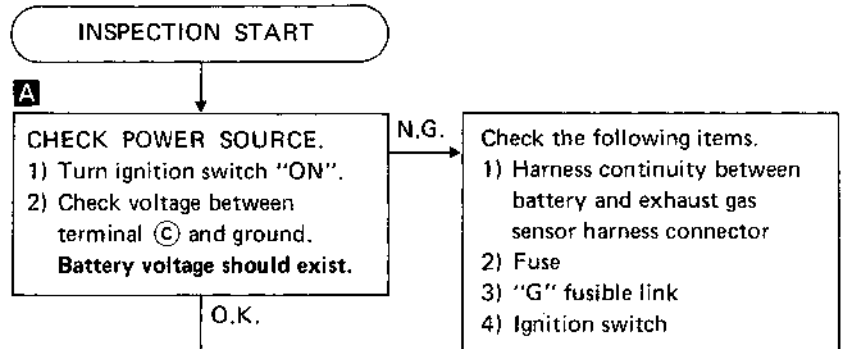 INSPECTION START
A
CHECK POWER SOURCE.
1) Turn ignition switch "ON".
2) Check voltage between
terminal Ⓒ and ground.
Battery voltage should exist.
N.G.
Check the following items.
1) Harness continuity between
battery and exhaust gas
sensor harness connector
2) Fuse
3) "G" fusible link
4) Ignition switch
O.K.